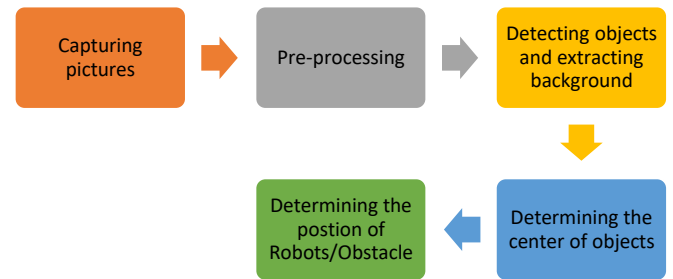 Capturing
pictures
Pre-processing
Detecting objects
and extracting
background
Determining the
center of objects
Determining the
postion of
Robots/Obstacle